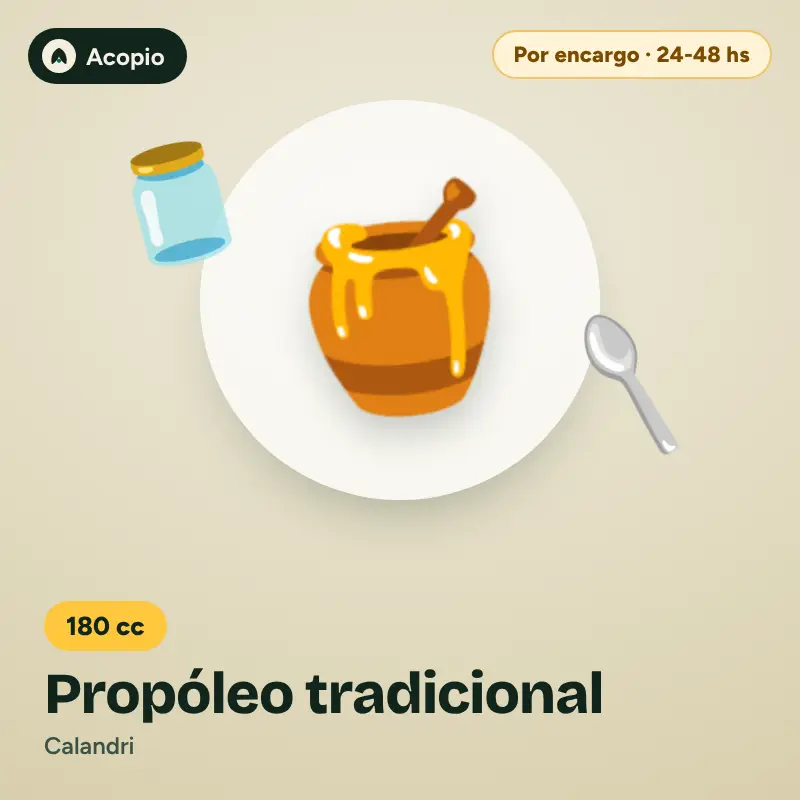 Acopio
Por encargo · 24-48 hs
180 cc
Propóleo tradicional
Calandri